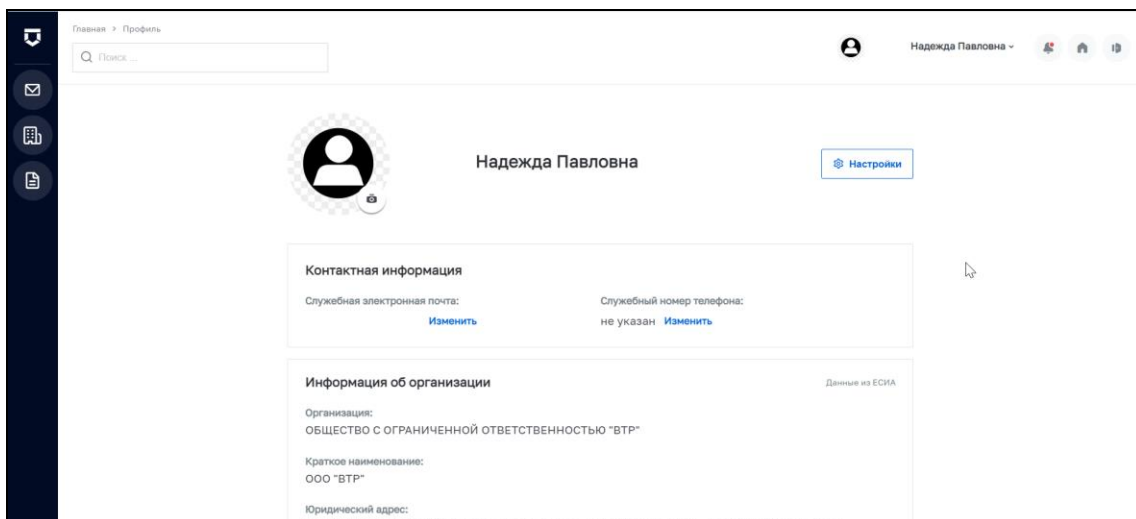 Главная > Профиль
Поиск ...
Надежда Павловна
Надежда Павловна
Настройки
Контактная информация
Служебная электронная почта:
Изменить
Служебный номер телефона:
не указан Изменить
Информация об организации
Данные из ЕСИА
Организация:
ОБЩЕСТВО С ОГРАНИЧЕННОЙ ОТВЕТСТВЕННОСТЬЮ "ВТР"
Краткое наименование:
ООО "ВТР"
Юридический адрес: